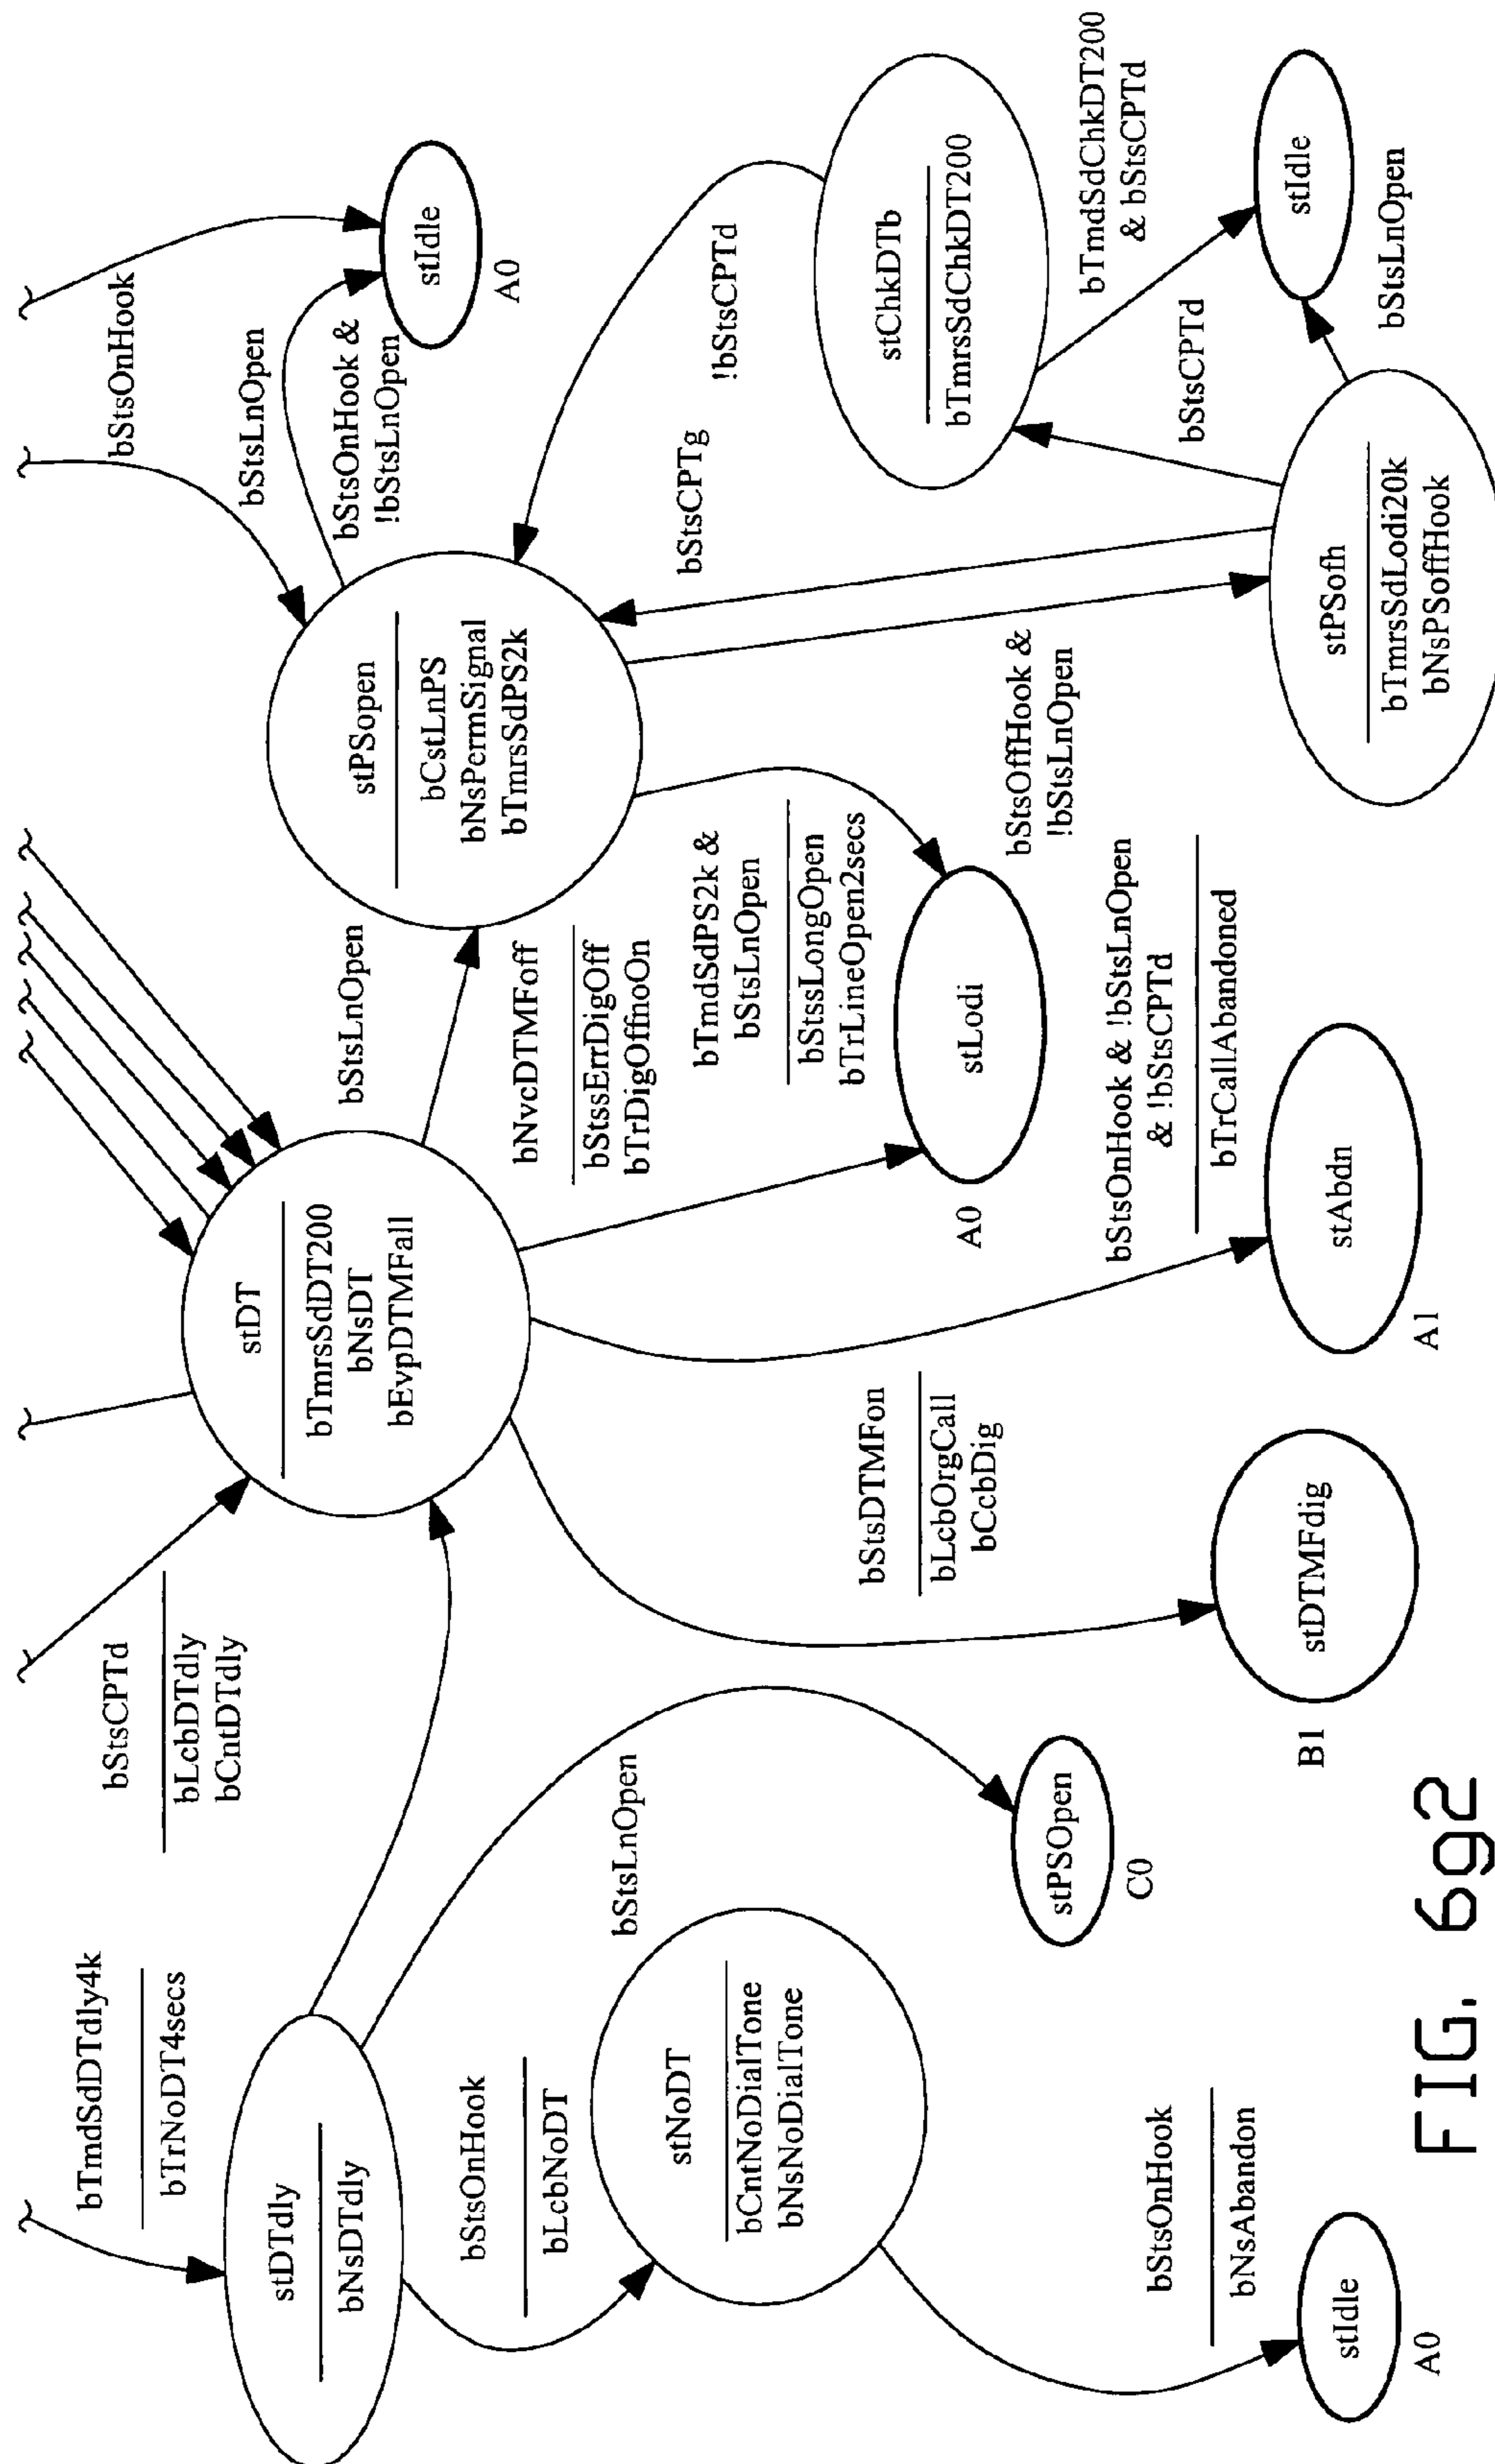 bTmdSdDTdly4k
bTrNoDT4secs
stDTdly
bNsDTdly
bStsCPTd
bLcbDTdly
bCntDTdly
stDT
bTmrsSdDT200
bNsDT
bEvpDTMFall
bStsLnOpen
stPSopen
bCstLnPS
bNsPermSignal
bTmrsSdPS2k
bStsOnHook
bStsLnOpen
bStsOnHook &
!bStsLnOpen
stIdle
A0
bStsOnHook
bLcbNoDT
stNoDT
bCntNoDialTone
bNsNoDialTone
bStsLnOpen
stPSOpen
C0
bStsOnHook
bNsAbandon
stIdle
A0
bStsDTMFon
bLcbOrgCall
bCcbDig
stDTMFdig
B1
bNvcDTMFoff
bStssErrDigOff
bTrDigOffnoOn
bTmdSdPS2k &
bStsLnOpen
bStssLongOpen
bTrLineOpen2secs
stLodi
A0
bStsOnHook & !bStsLnOpen
& !bStsCPTd
bTrCallAbandoned
stAbdn
A1
bStsOffHook &
!bStsLnOpen
bStsCPTg
!bStsCPTd
stChkDTb
bTmrsSdChkDT200
bTmdSdChkDT200
& bStsCPTd
bStsCPTd
stIdle
bStsLnOpen
stPSofh
bTmrsSdLodi20k
bNsPSoffHook
FIG. 6g2